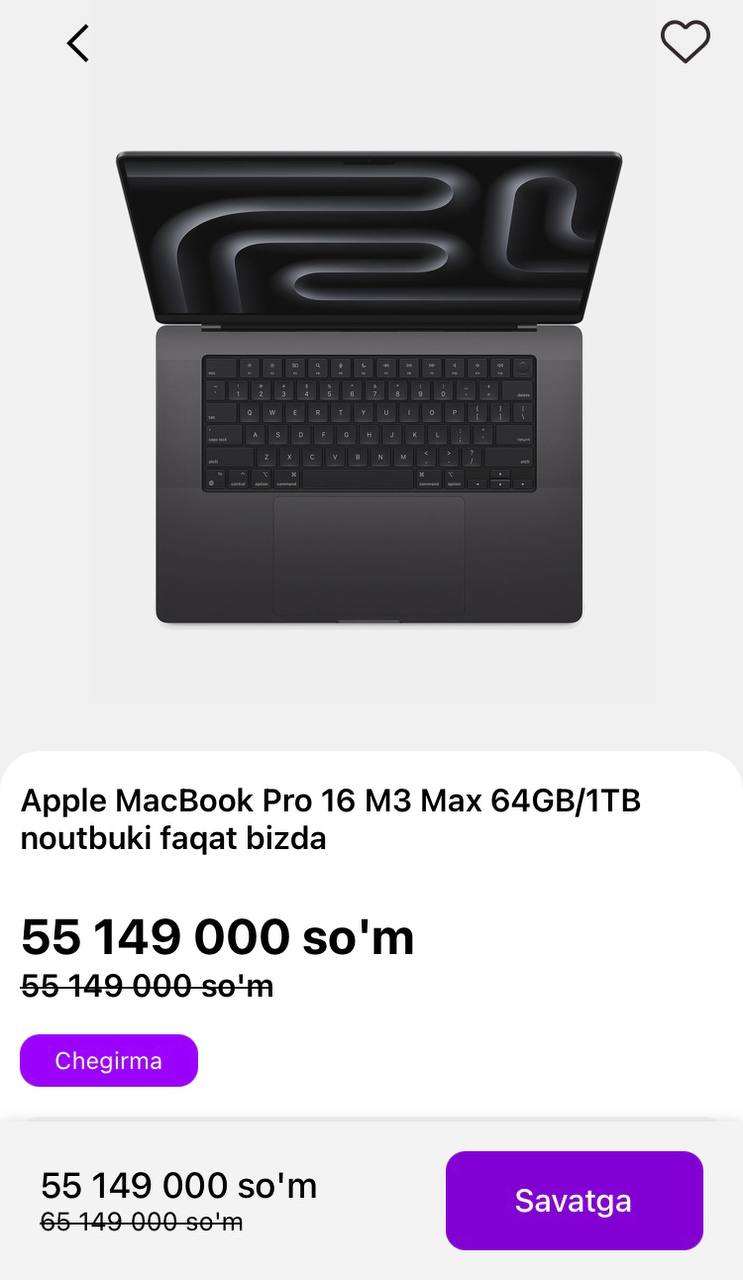 Apple MacBook Pro 16 M3 Max 64GB/1TB
noutbuki faqat bizda
55 149 000 so'm
55 149 000 so'm
Chegirma
55 149 000 so'm
65 149 000 so'm
Savatga